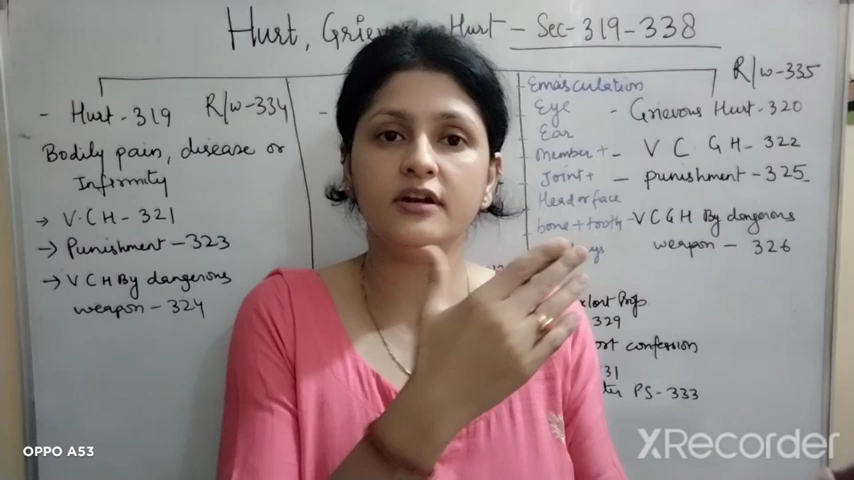 Hurt, Hurt - Sec-319-338
R/w-335
- Hurt-319 R/w-334
Bodily pain, disease or
Infirmity
→ V.C H - 321
→ Punishment - 323
→ V C H By dangerous
weapon - 324
Emasculation
Eye
Ear
Member +
Joint +
Head or face
bone + tooth
- Grievous Hurt-320
- V C G H - 322
- punishment - 325
- V C G H By dangerous
weapon - 326
329
confession
31
PS-333
OPPO A53
XRecorder